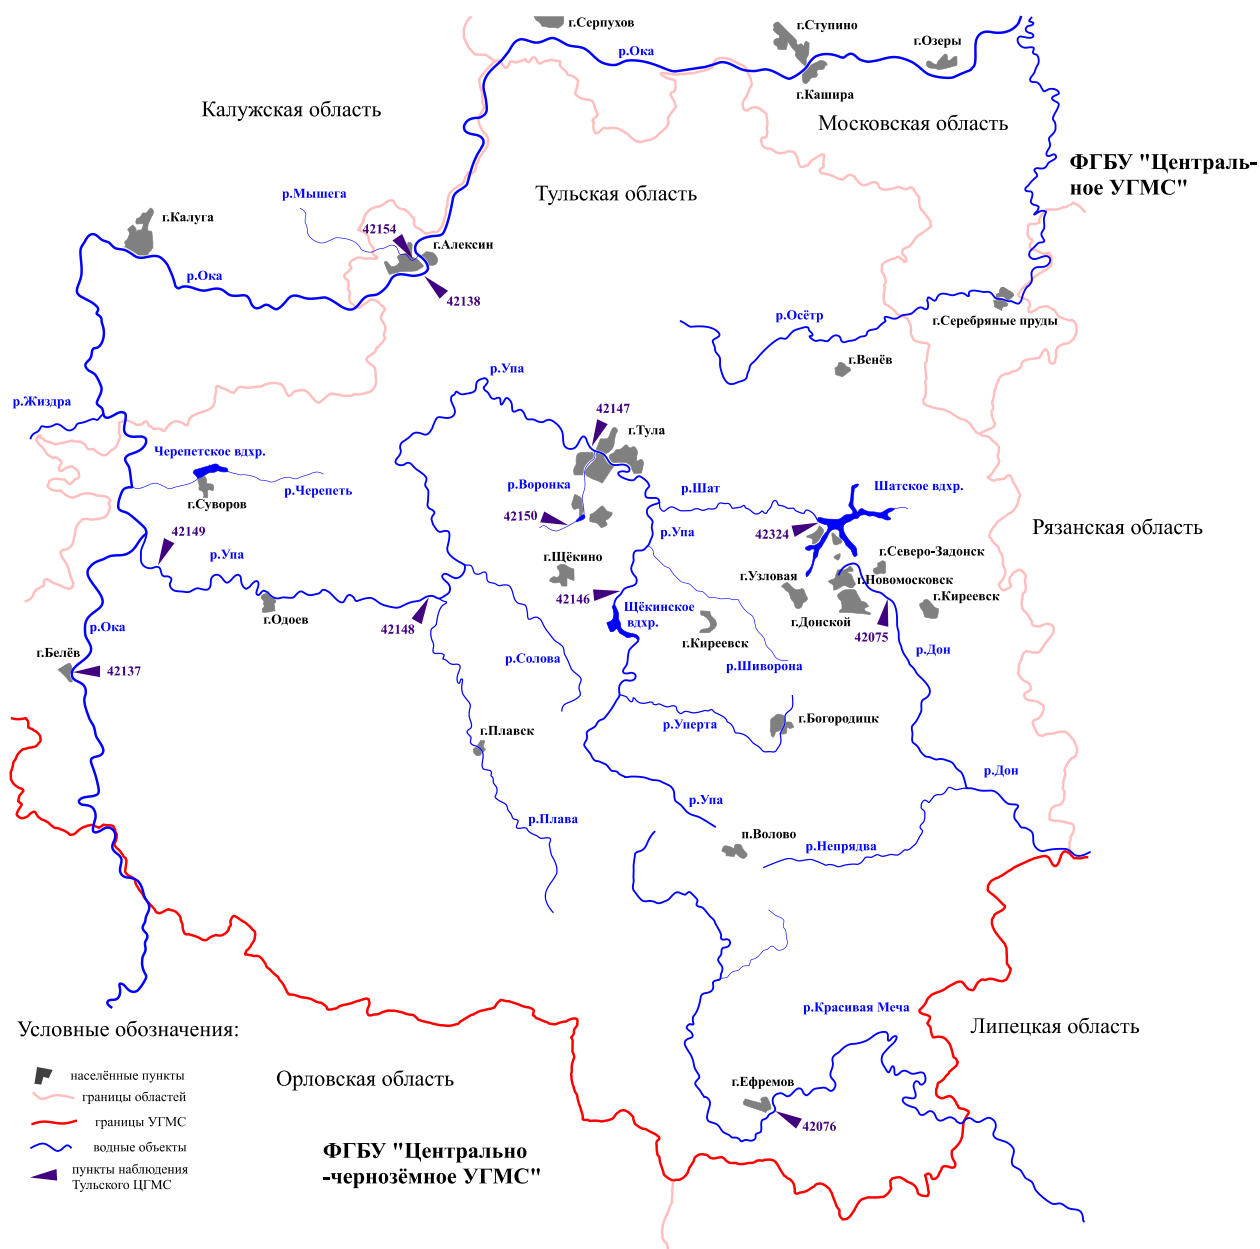 г.Серпухов
г.Ступино
р.Ока
г.Озеры
г.Кашира
Калужская область
Московская область
ФГБУ "Централь-
ное УГМС"
Тульская область
р.Мышега
г.Калуга
42154
г.Алексин
р.Ока
42138
р.Осётр
г.Серебряные пруды
г.Венёв
р.Упа
р.Жиздра
42147
г.Тула
Черепетское вдхр.
р.Воронка
р.Шат
Шатское вдхр.
р.Черепеть
г.Суворов
42150
42149
р.Упа
42324
Рязанская область
р.Упа
г.Щёкино
г.Северо-Задонск
г.Узловая
г.Новомосковск
42146
г.Киреевск
Щёкинское
вдхр.
г.Одоев
р.Ока
42148
г.Донской
42075
г.Киреевск
г.Белёв
42137
р.Солова
р.Шиворона
р.Дон
г.Плавск
р.Уперта
г.Богородицк
р.Дон
р.Упа
р.Плава
п.Волово
р.Непрядва
р.Красивая Меча
Липецкая область
Условные обозначения:
населённые пункты
границы областей
границы УГМС
водные объекты
пункты наблюдения
Тульского ЦГМС
Орловская область
г.Ефремов
42076
ФГБУ "Центрально
-чернозёмное УГМС"